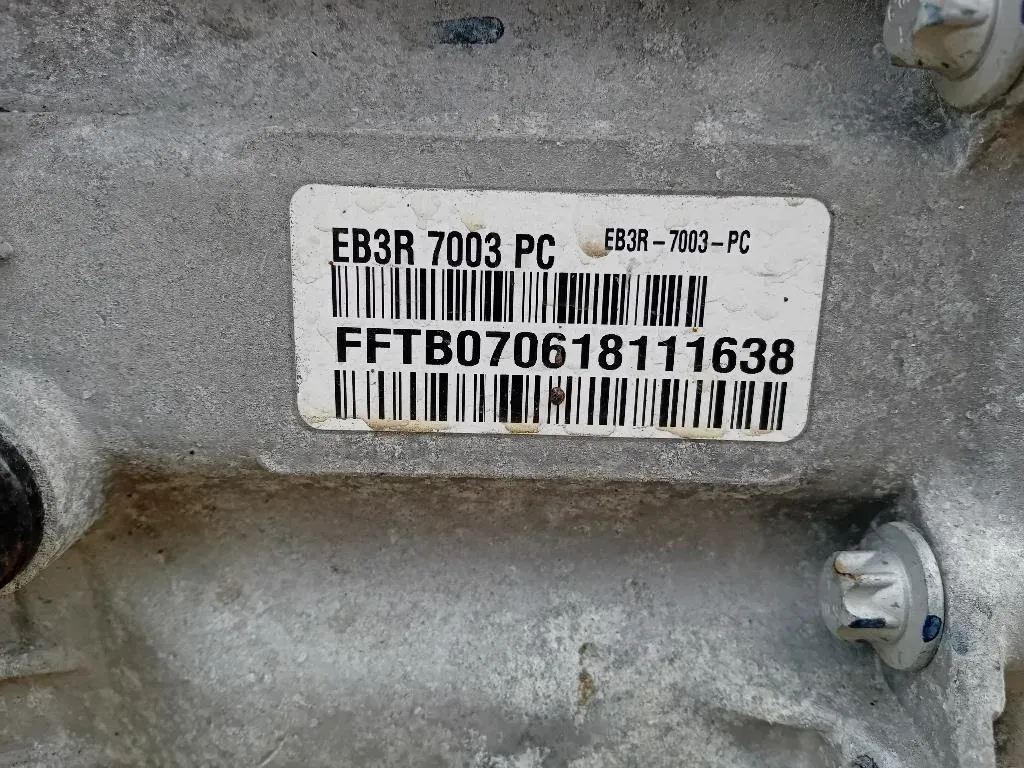 EB3R 7003 PC
EB3R-7003-PC
FFTB070618111638